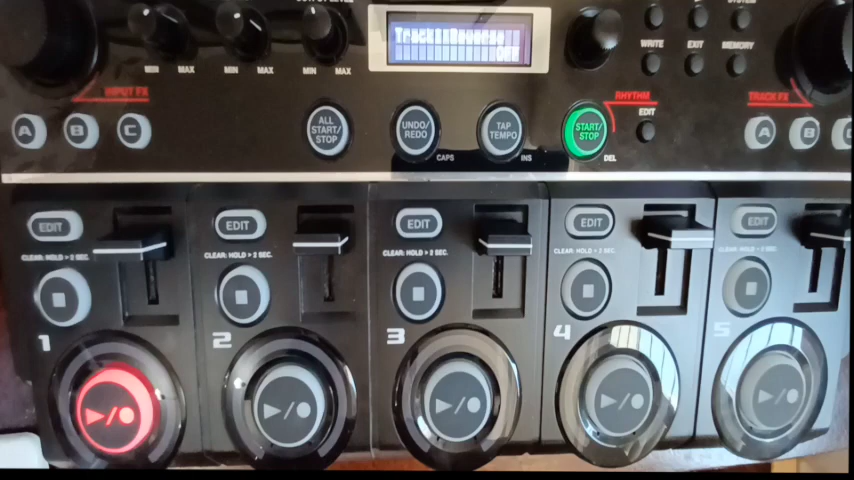 OUTPUT LEVEL
MIN MAX MIN MAX MIN MAX
Track1:Reverse
OFF
WRITE EXIT MEMORY
INPUT FX
RHYTHM
TRACK FX
EDIT
A B C
ALL START/STOP
UNDO/REDO
CAPS
TAP TEMPO
INS
START/STOP
DEL
A B C
EDIT EDIT EDIT EDIT EDIT
CLEAR: HOLD > 2 SEC. CLEAR: HOLD > 2 SEC. CLEAR: HOLD > 2 SEC. CLEAR: HOLD > 2 SEC. CLEAR: HOLD > 2 SEC.
1 2 3 4 5